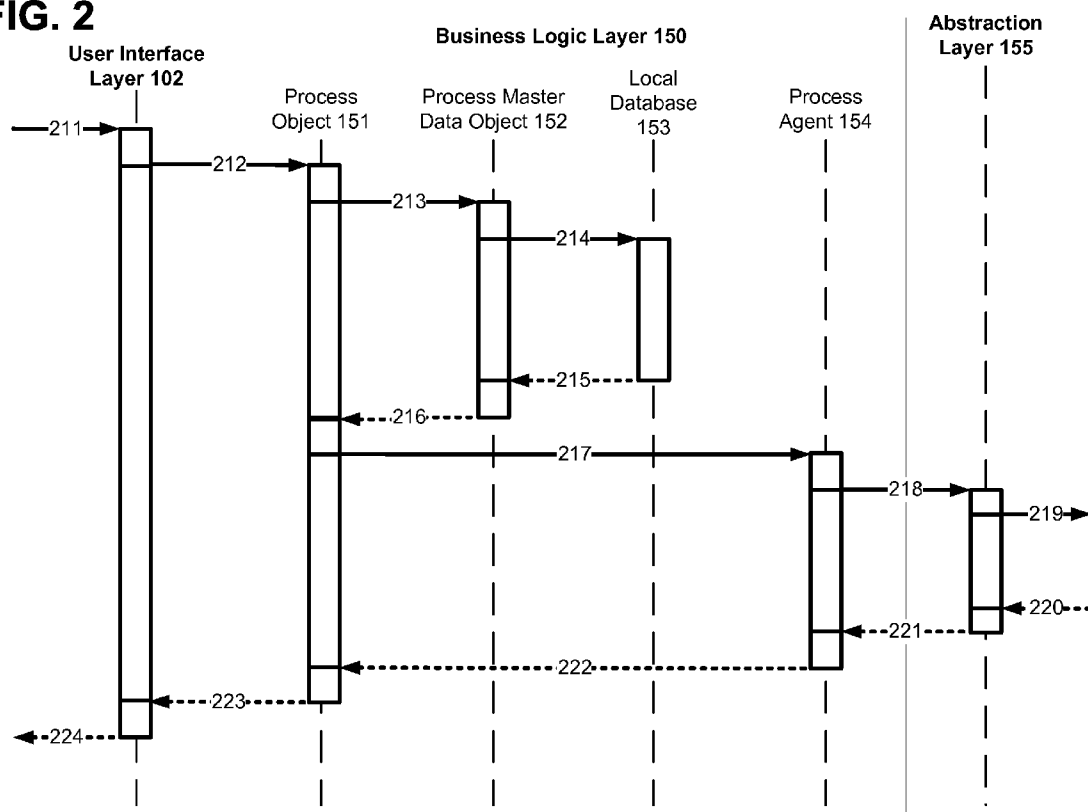 FIG. 2
User Interface
Layer 102
Business Logic Layer 150
Abstraction
Layer 155
Process
Object 151
Process Master
Data Object 152
Local
Database
153
Process
Agent 154
211
212
213
214
215
216
217
218
219
220
221
222
223
224